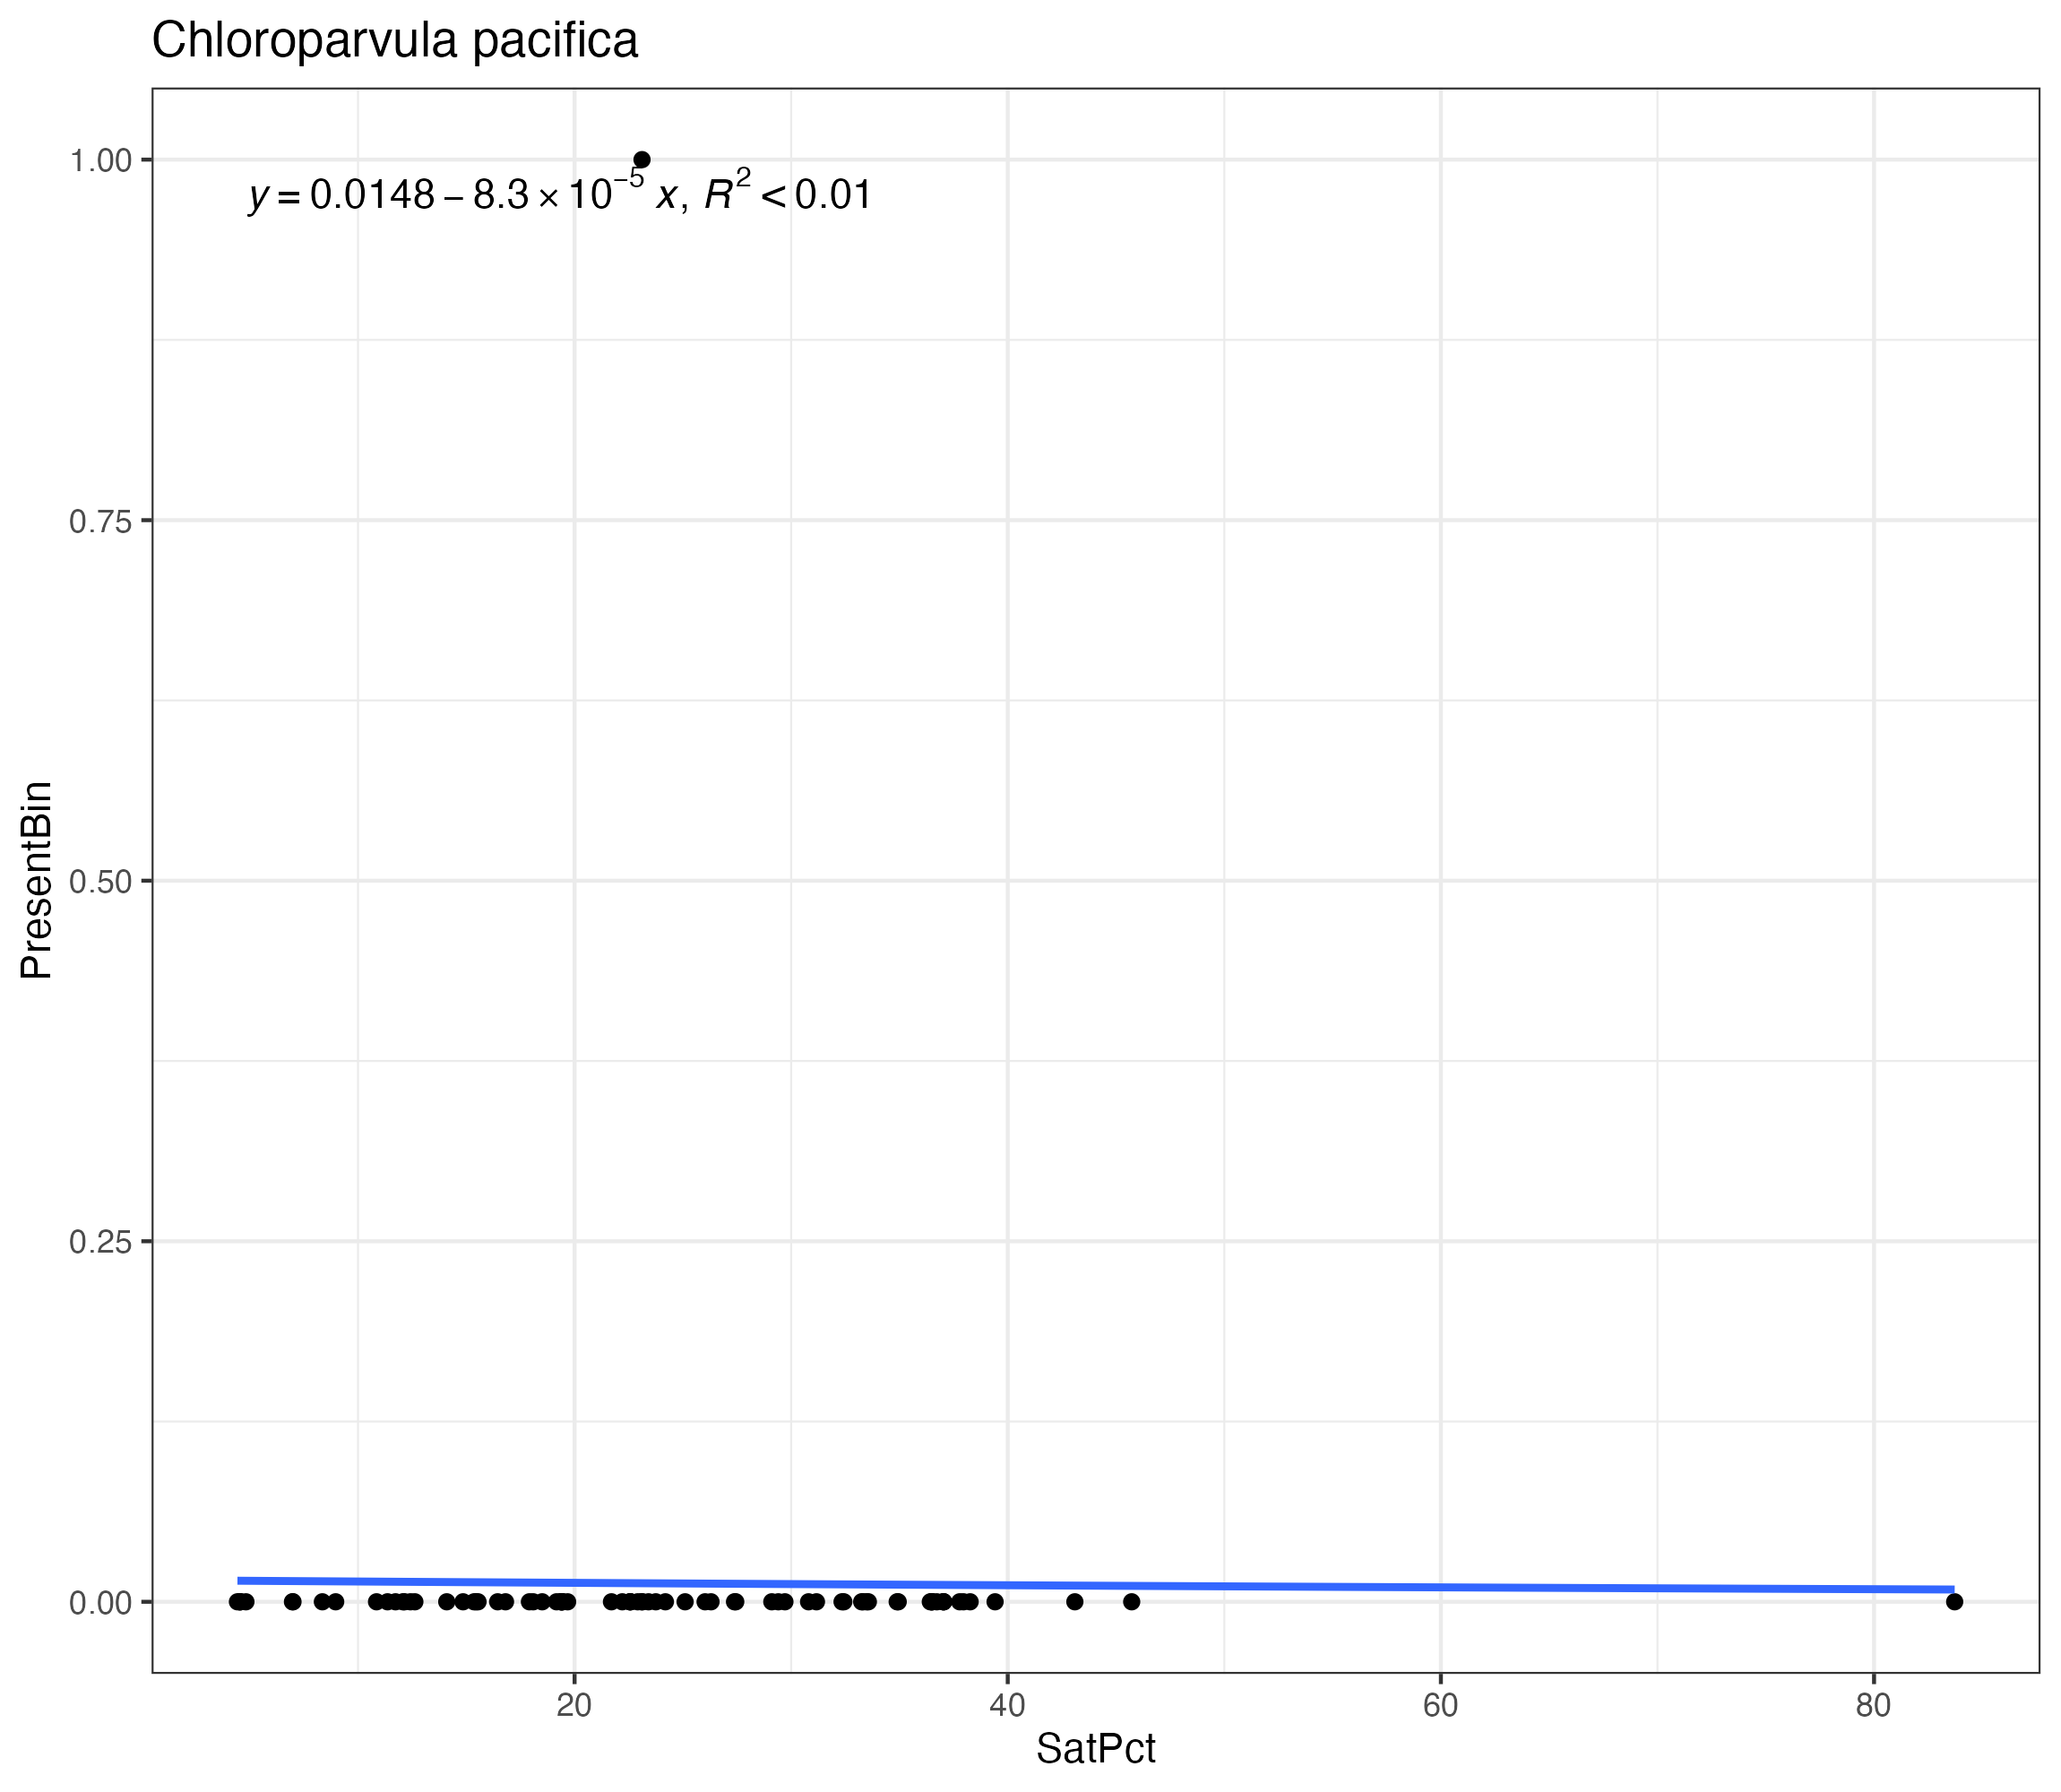 Chloroparvula pacifica
1.00
y = 0.0148 − 8.3 × 10⁻⁵ x, R² < 0.01
0.75
0.50
0.25
0.00
PresentBin
20 40 60 80
SatPct